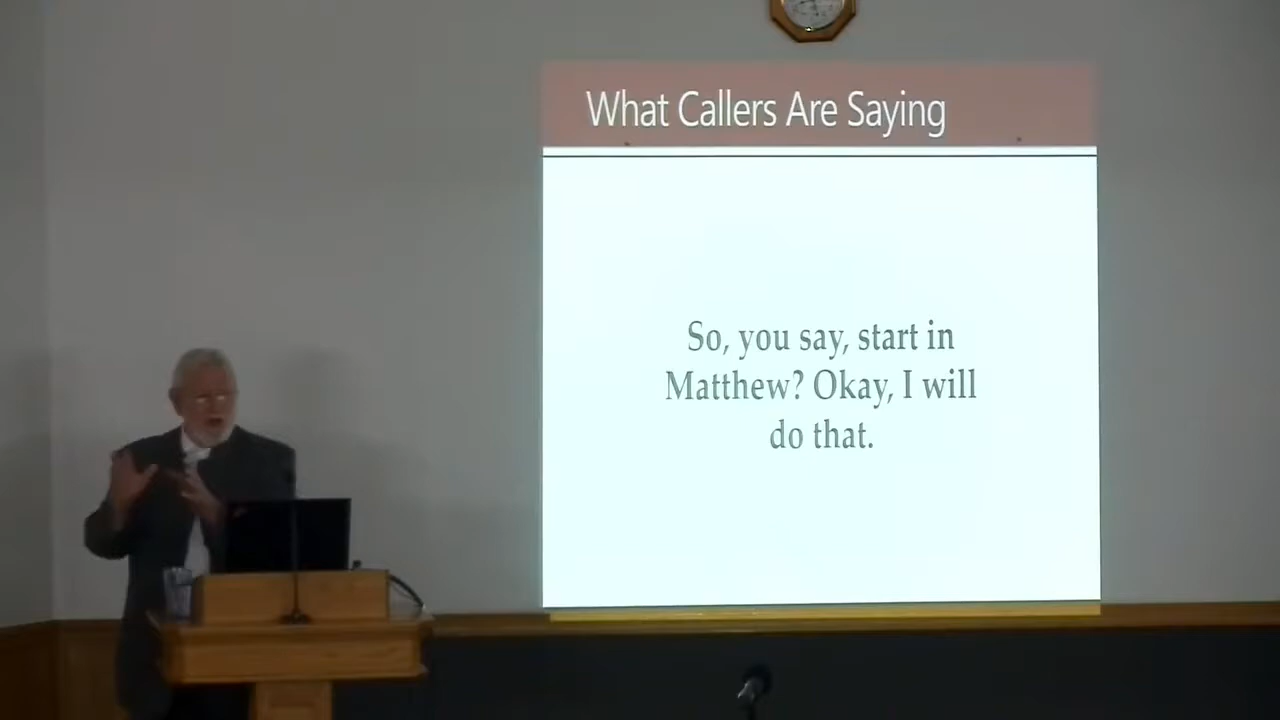 What Callers Are Saying
So, you say, start in
Matthew? Okay, I will
do that.